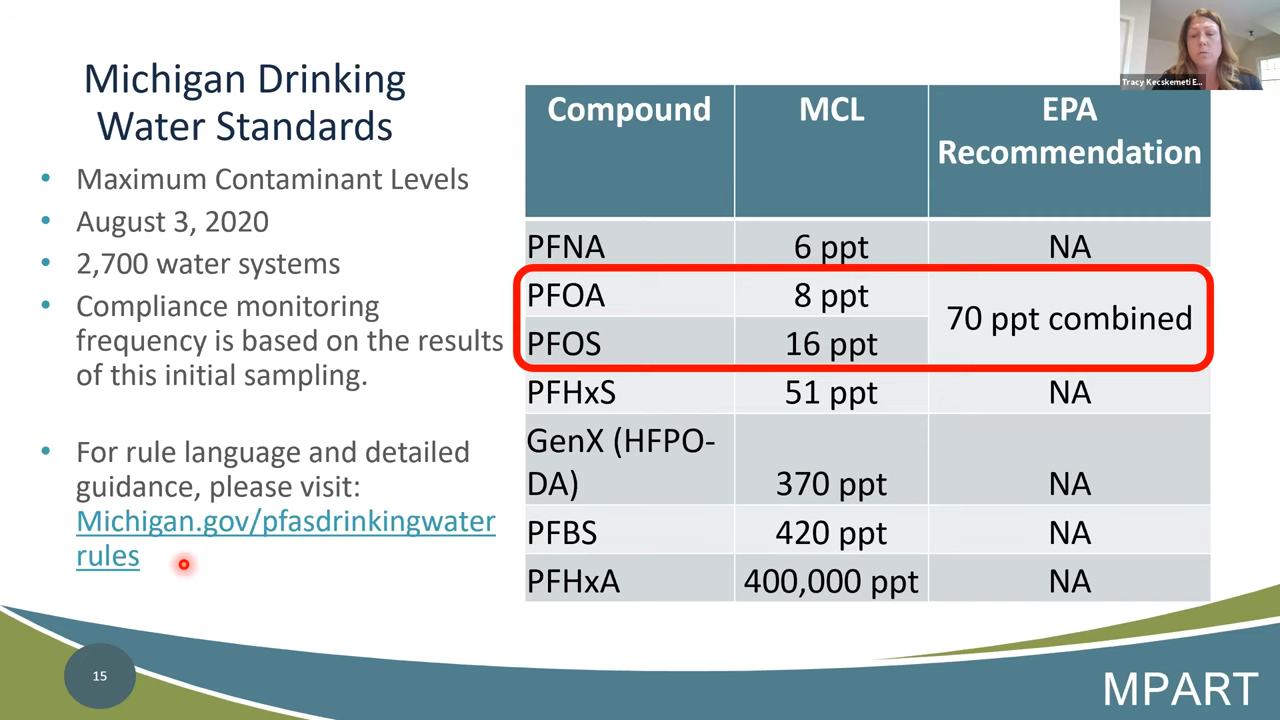 Michigan Drinking
Water Standards
• Maximum Contaminant Levels
• August 3, 2020
• 2,700 water systems
• Compliance monitoring
frequency is based on the results
of this initial sampling.
• For rule language and detailed
guidance, please visit:
Michigan.gov/pfasdrinkingwater
rules
Tracy Kecskemeti E...
Compound MCL EPA
Recommendation
PFNA 6 ppt NA
PFOA 8 ppt
70 ppt combined
PFOS 16 ppt
PFHxS 51 ppt NA
GenX (HFPO-
DA) 370 ppt NA
PFBS 420 ppt NA
PFHxA 400,000 ppt NA
15
MPART